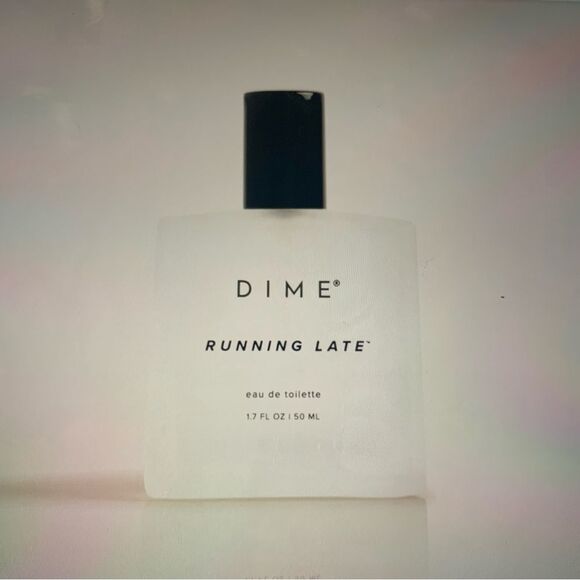 DIME®
RUNNING LATE™
eau de toilette
1.7 FL OZ | 50 ML